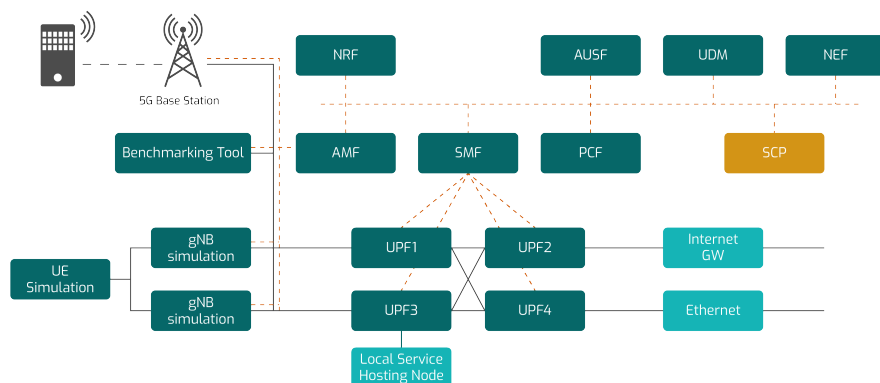 NRF
AUSF
UDM
NEF
5G Base Station
Benchmarking Tool
AMF
SMF
PCF
SCP
gNB
simulation
UPF1
UPF2
Internet
GW
UE
Simulation
gNB
simulation
UPF3
UPF4
Ethernet
Local Service
Hosting Node